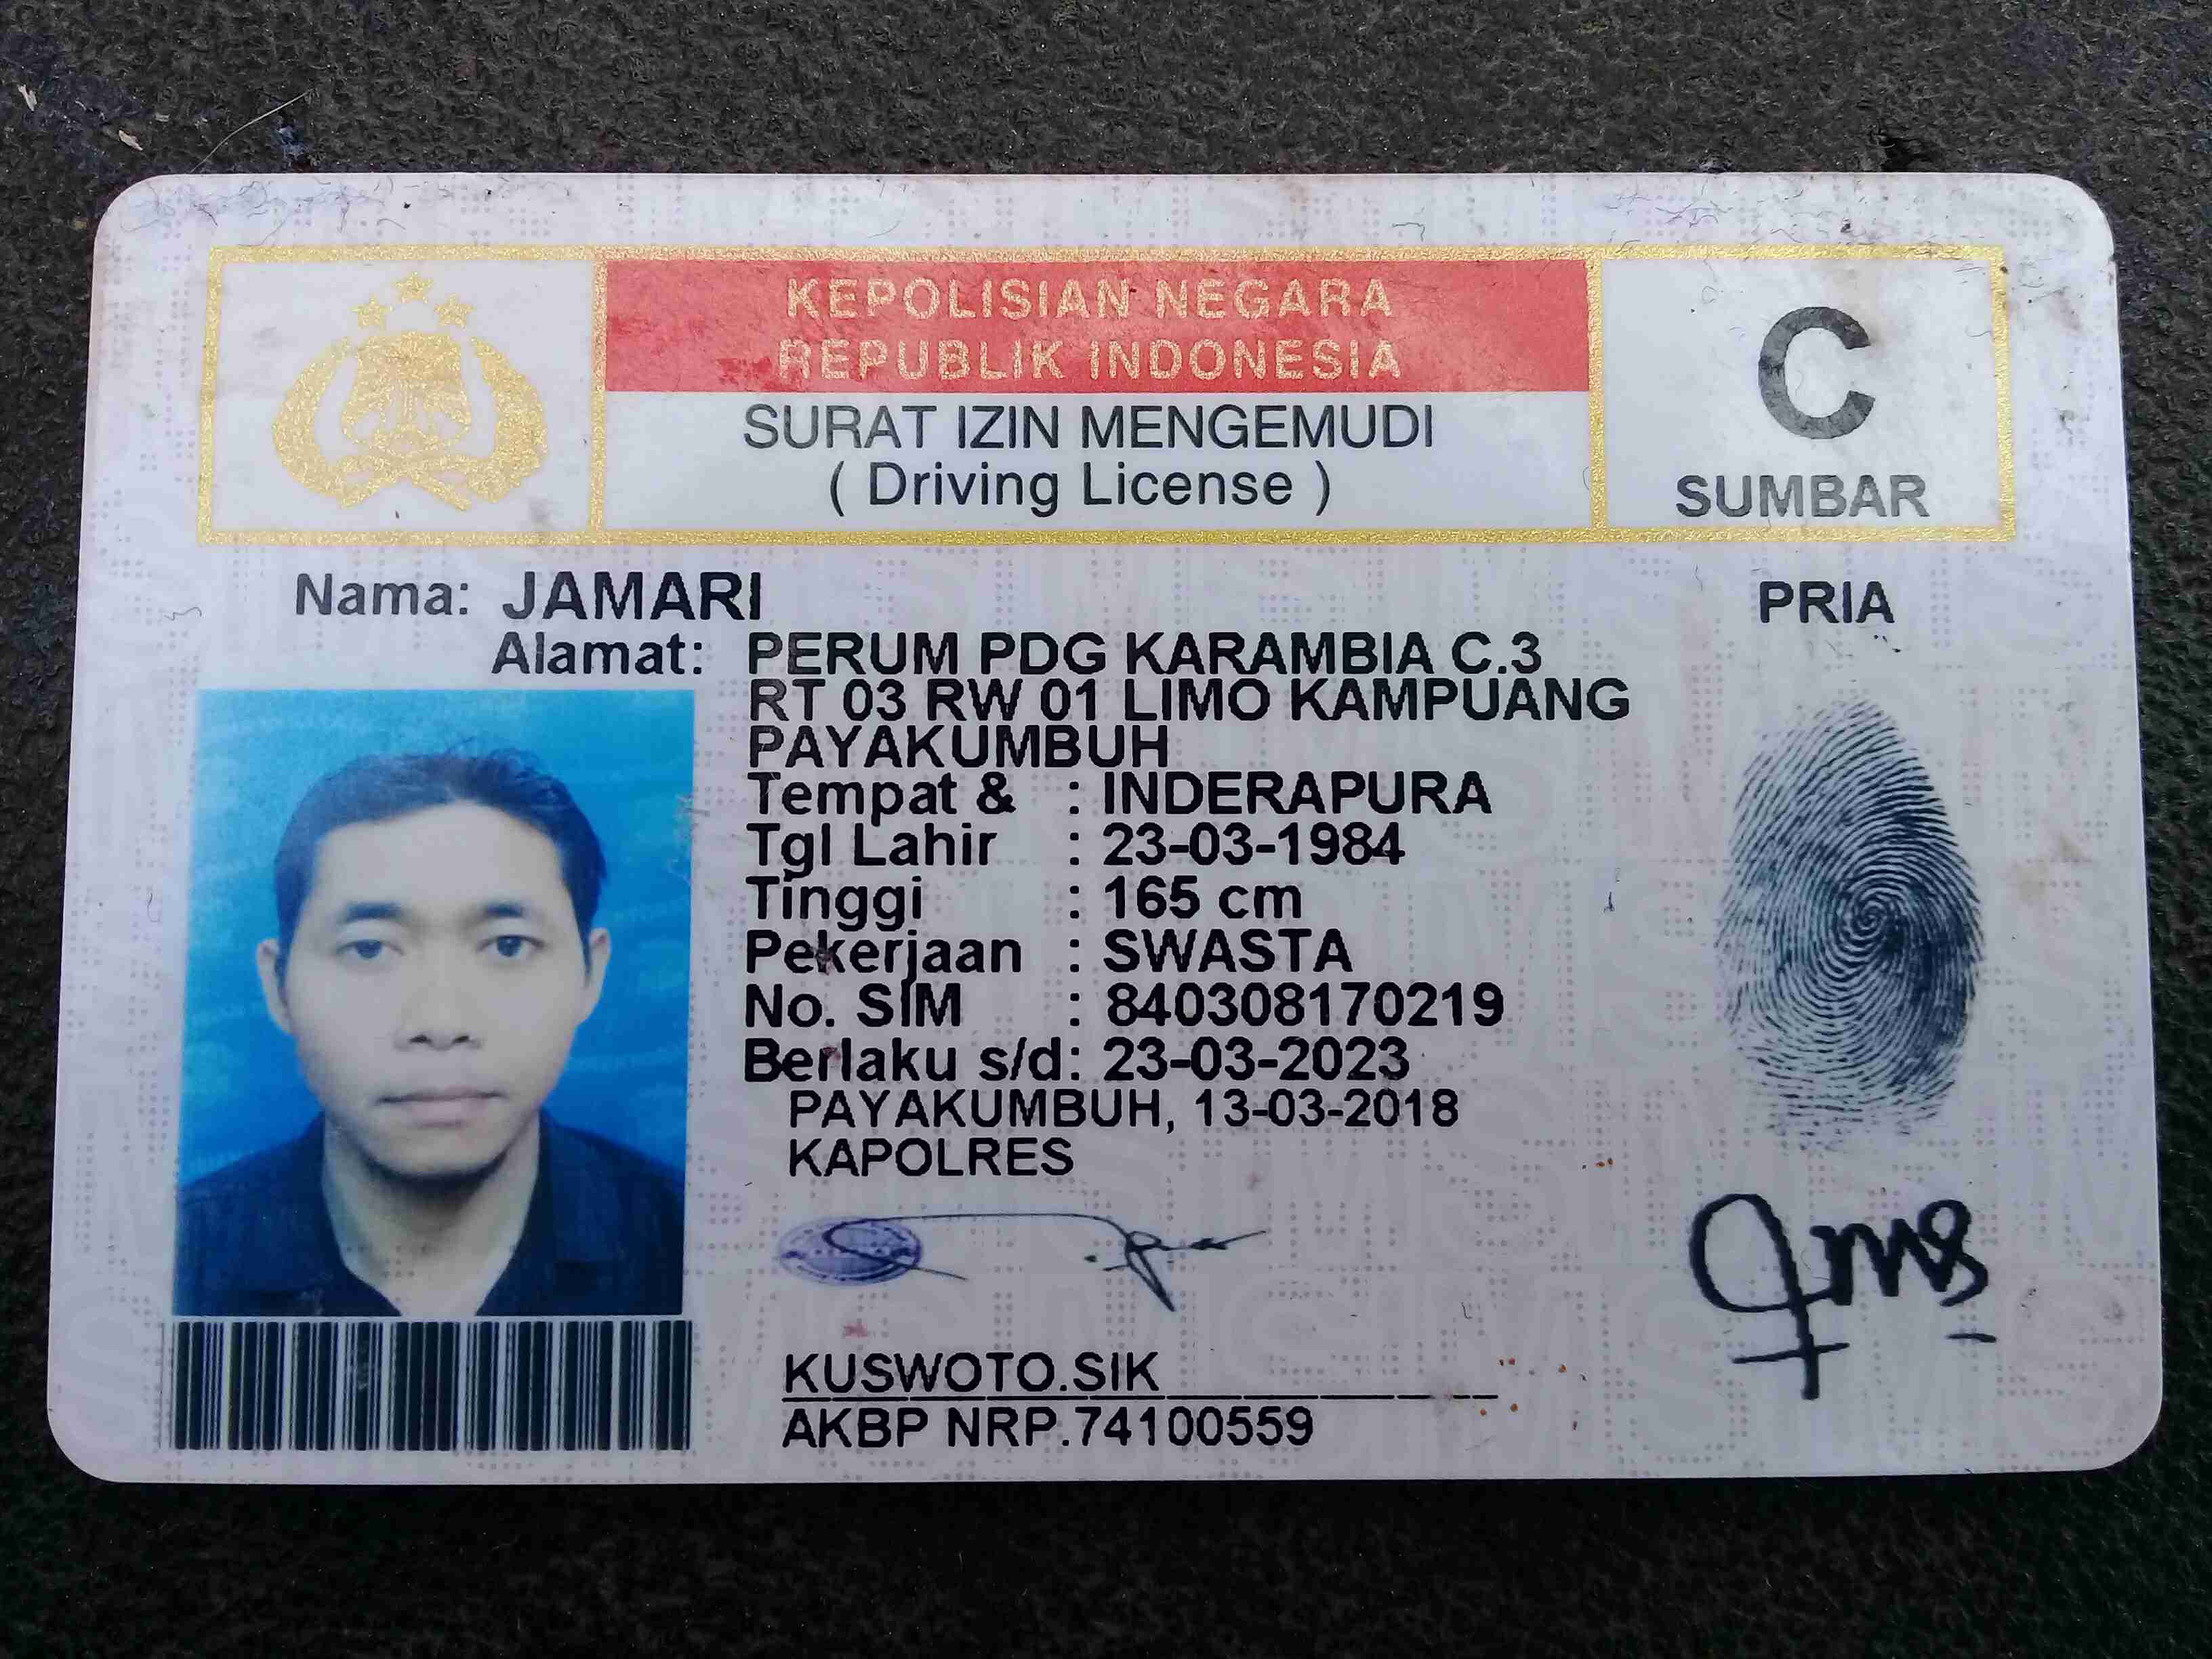 KEPOLISIAN NEGARA
REPUBLIK INDONESIA
SURAT IZIN MENGEMUDI
( Driving License )
C
SUMBAR
Nama: JAMARI
PRIA
Alamat: PERUM PDG KARAMBIA C.3
RT 03 RW 01 LIMO KAMPUANG
PAYAKUMBUH
Tempat & : INDERAPURA
Tgl Lahir : 23-03-1984
Tinggi : 165 cm
Pekerjaan : SWASTA
No. SIM : 840308170219
Berlaku s/d: 23-03-2023
PAYAKUMBUH, 13-03-2018
KAPOLRES
KUSWOTO.SIK
AKBP NRP.74100559